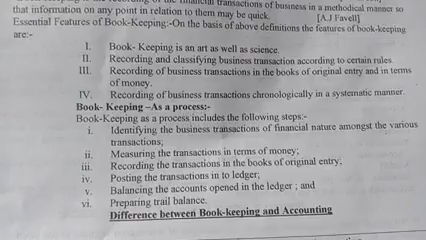 financial transactions of business in a methodical manner so
that information on any point in relation to them may be quick. [A.J Favell]
Essential Features of Book-Keeping:-On the basis of above definitions the features of book-keeping
are:-
I. Book- Keeping is an art as well as science.
II. Recording and classifying business transaction according to certain rules.
III. Recording of business transactions in the books of original entry and in terms
of money.
IV. Recording of business transactions chronologically in a systematic manner.
Book- Keeping –As a process:-
Book-Keeping as a process includes the following steps:-
i. Identifying the business transactions of financial nature amongst the various
transactions;
ii. Measuring the transactions in terms of money;
iii. Recording the transactions in the books of original entry;
iv. Posting the transactions in to ledger;
v. Balancing the accounts opened in the ledger ; and
vi. Preparing trail balance.
Difference between Book-keeping and Accounting